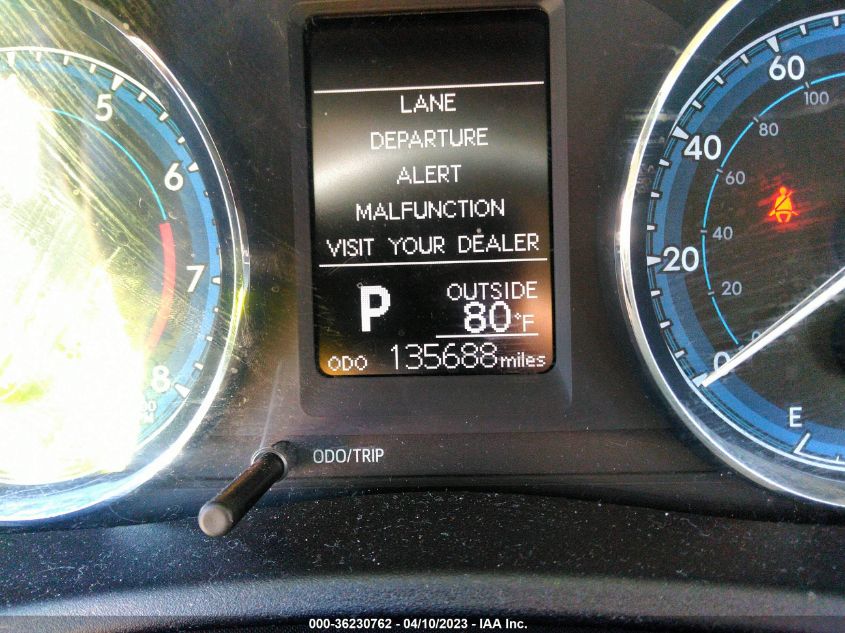 LANE
DEPARTURE
ALERT
MALFUNCTION
VISIT YOUR DEALER
P
OUTSIDE
80°F
ODO 135688 miles
ODO/TRIP
5
6
7
8
60
40
20
0
100
80
60
40
20
E
000-36230762 - 04/10/2023 - IAA Inc.